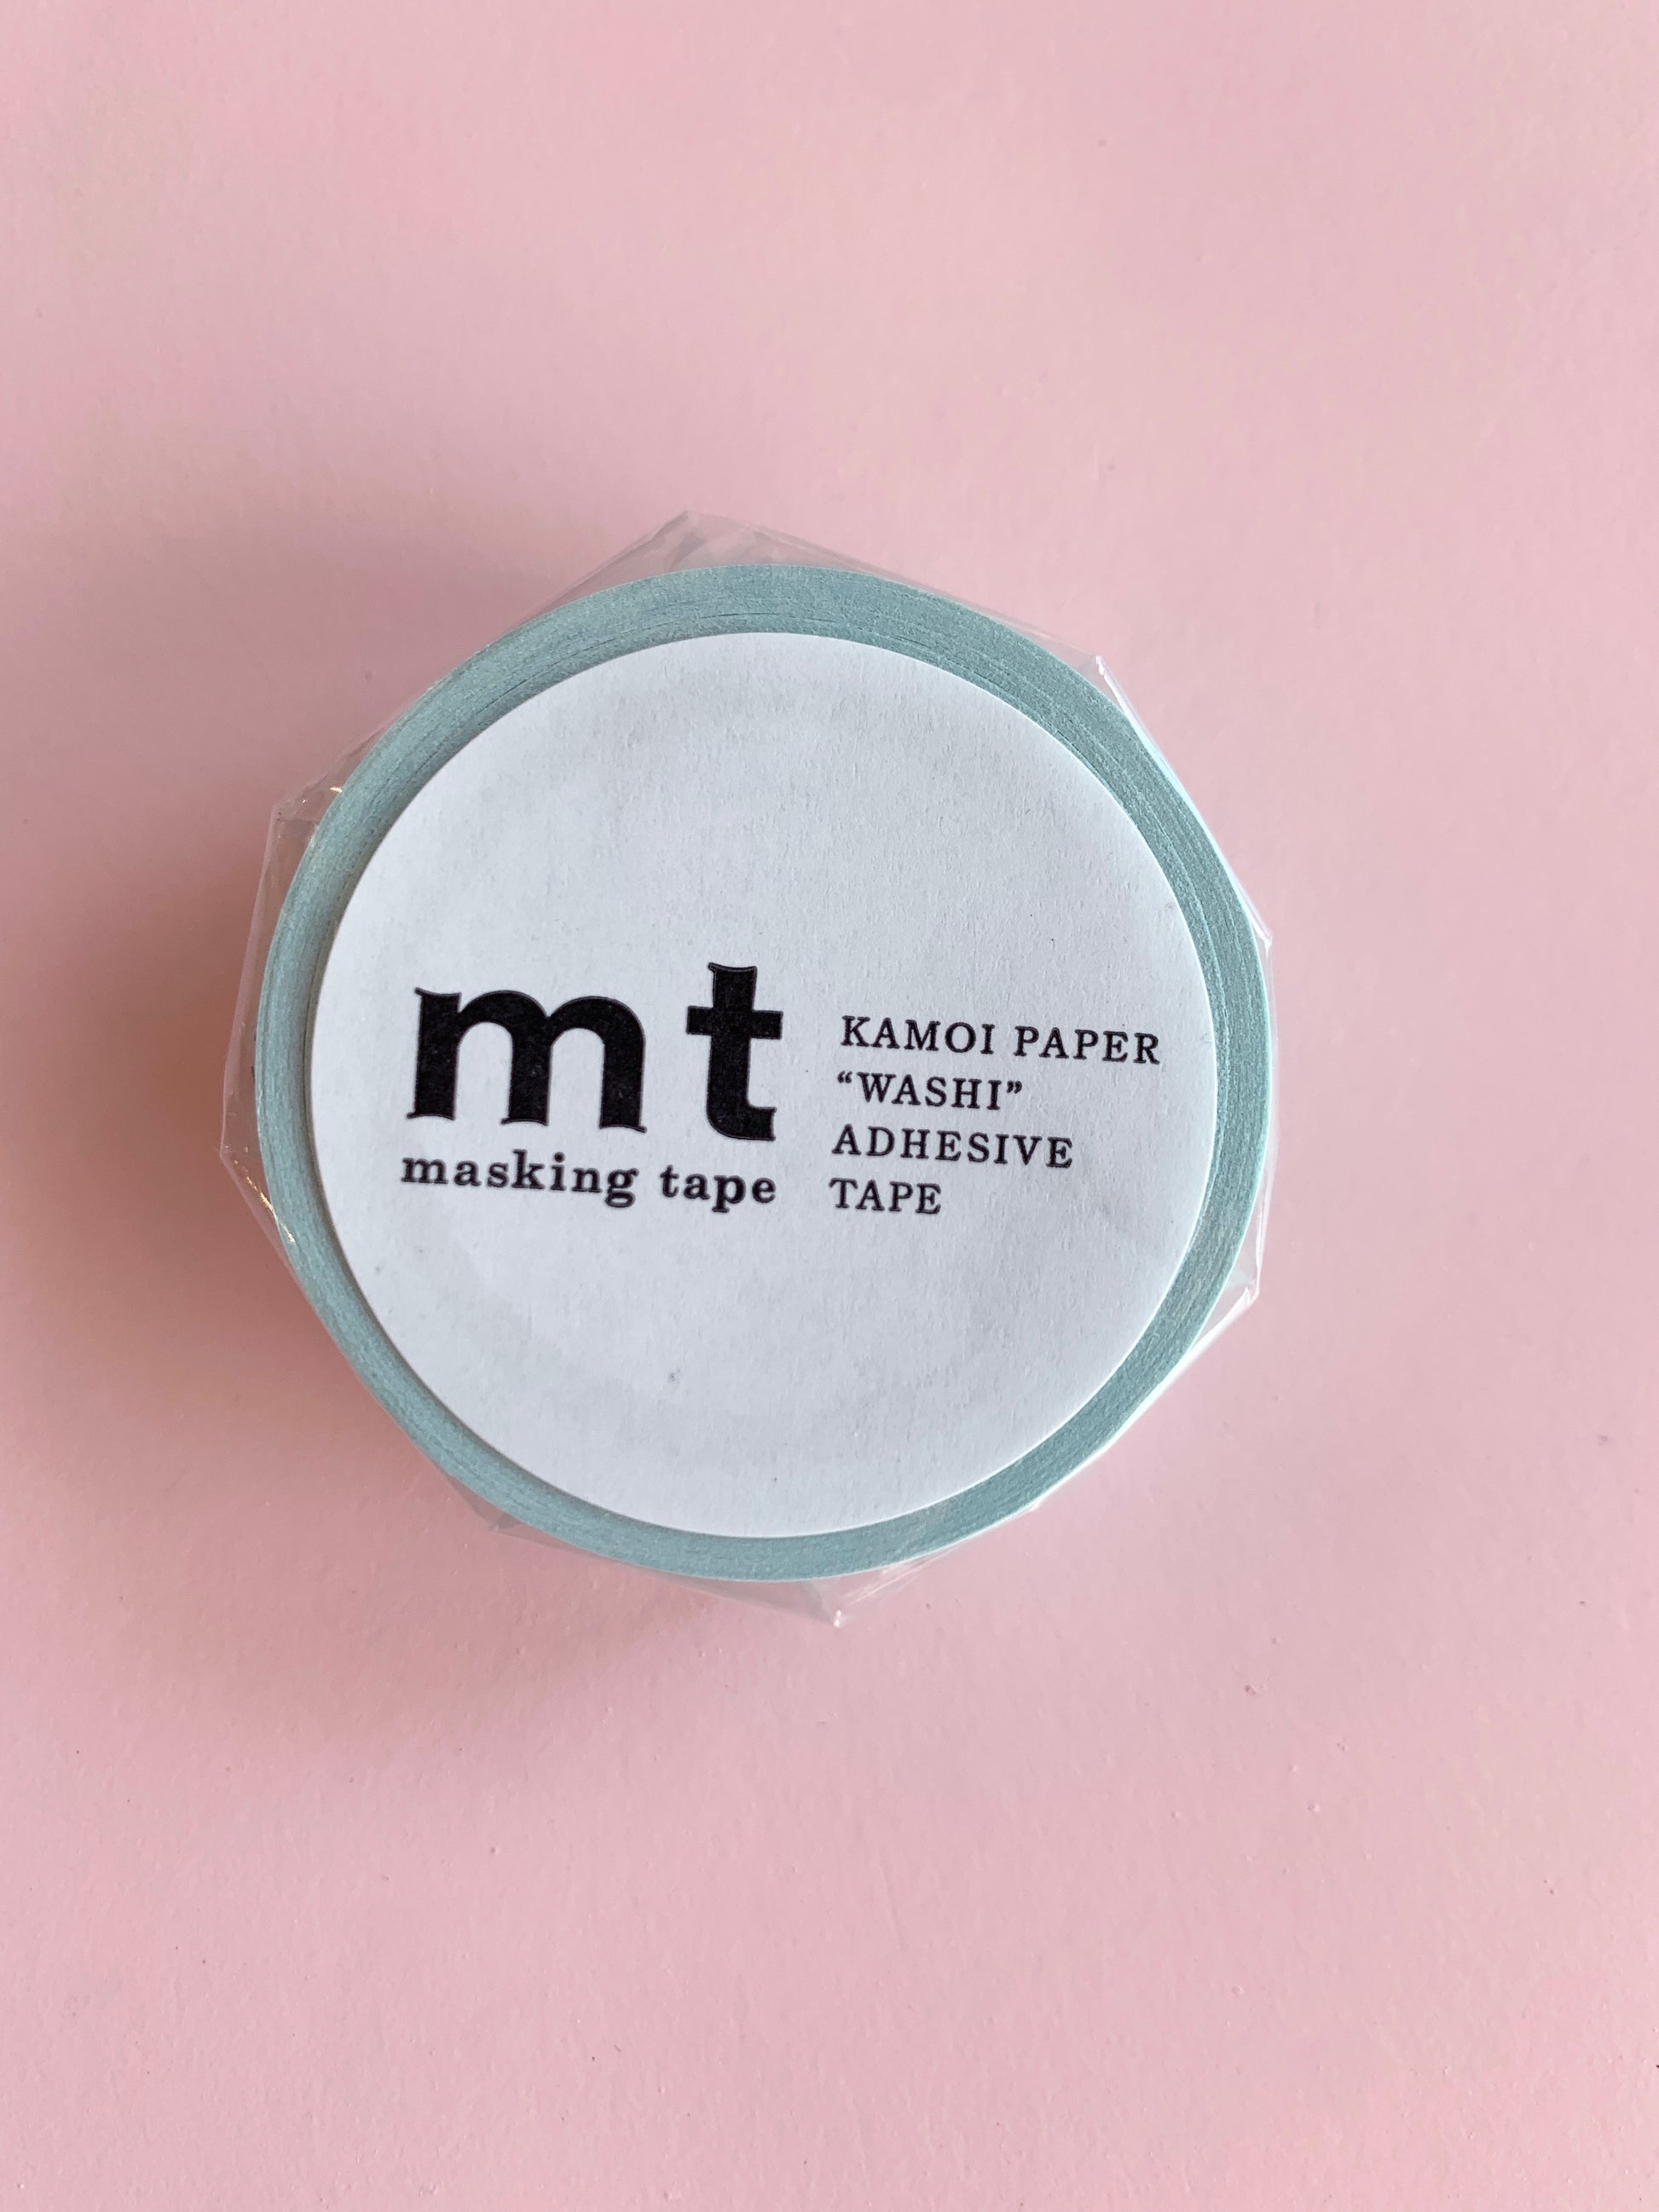 mt
masking tape
KAMOI PAPER
“WASHI”
ADHESIVE
TAPE